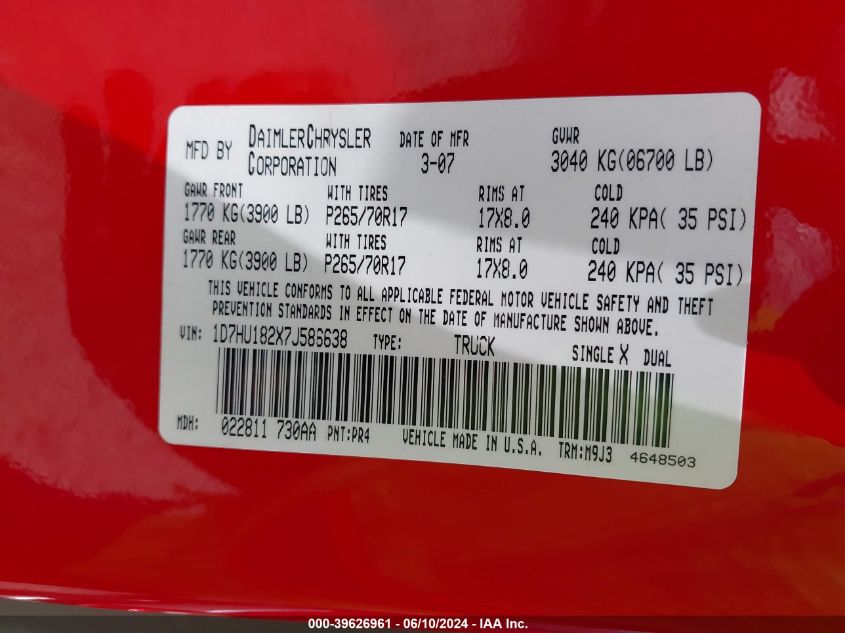 MFD BY DAIMLERCHRYSLER CORPORATION DATE OF MFR 3-07 GVWR 3040 KG(06700 LB)
GAWR FRONT WITH TIRES RIMS AT COLD
1770 KG(3900 LB) P265/70R17 17X8.0 240 KPA( 35 PSI)
GAWR REAR WITH TIRES RIMS AT COLD
1770 KG(3900 LB) P265/70R17 17X8.0 240 KPA( 35 PSI)
THIS VEHICLE CONFORMS TO ALL APPLICABLE FEDERAL MOTOR VEHICLE SAFETY AND THEFT
PREVENTION STANDARDS IN EFFECT ON THE DATE OF MANUFACTURE SHOWN ABOVE.
VIN: 1D7HU182X7J586638 TYPE: TRUCK SINGLE X DUAL
MDH: 022811 730AA PNT:PR4 VEHICLE MADE IN U.S.A. TRM:M9J3 4648503
000-39626961 - 06/10/2024 - IAA Inc.